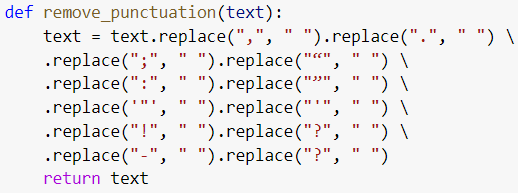 def remove_punctuation(text):
    text = text.replace(",", " ").replace(".", " ") \
    .replace(";", " ").replace("“", " ") \
    .replace(":", " ").replace("”", " ") \
    .replace('"', " ").replace("'", " ") \
    .replace("!", " ").replace("?", " ") \
    .replace("-", " ").replace("?", " ")
    return text